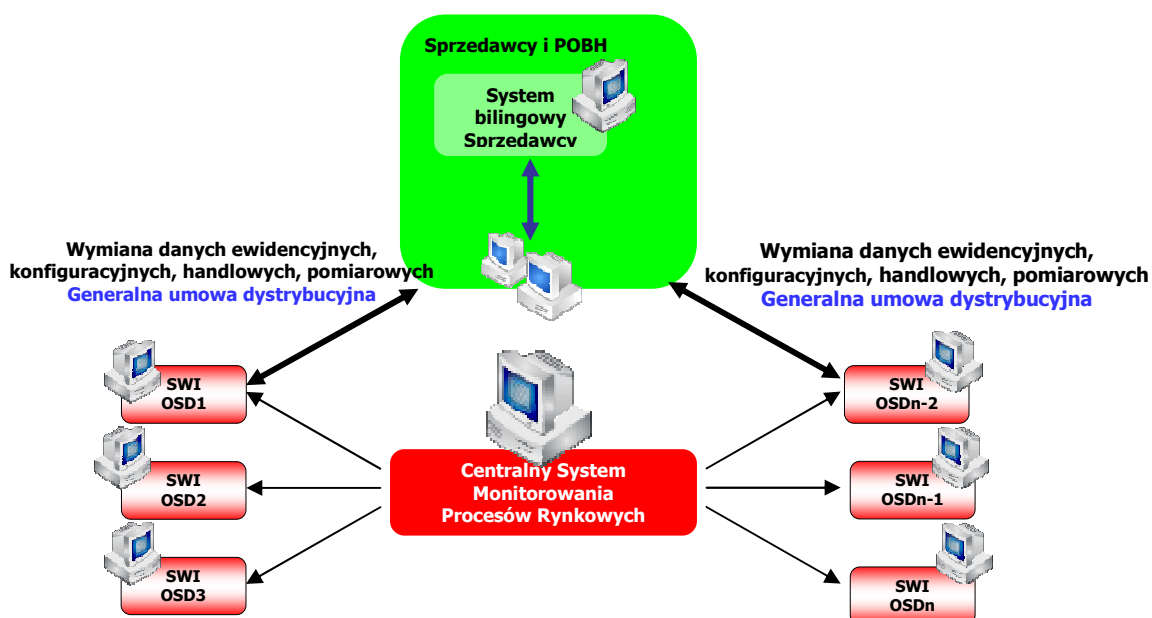 Sprzedawcy i POBH
System
bilingowy
Sprzedawcy
Wymiana danych ewidencyjnych,
konfiguracyjnych, handlowych, pomiarowych
Generalna umowa dystrybucyjna
Wymiana danych ewidencyjnych,
konfiguracyjnych, handlowych, pomiarowych
Generalna umowa dystrybucyjna
SWI
OSD1
SWI
OSDn-2
Centralny System
Monitorowania
Procesów Rynkowych
SWI
OSD2
SWI
OSDn-1
SWI
OSD3
SWI
OSDn